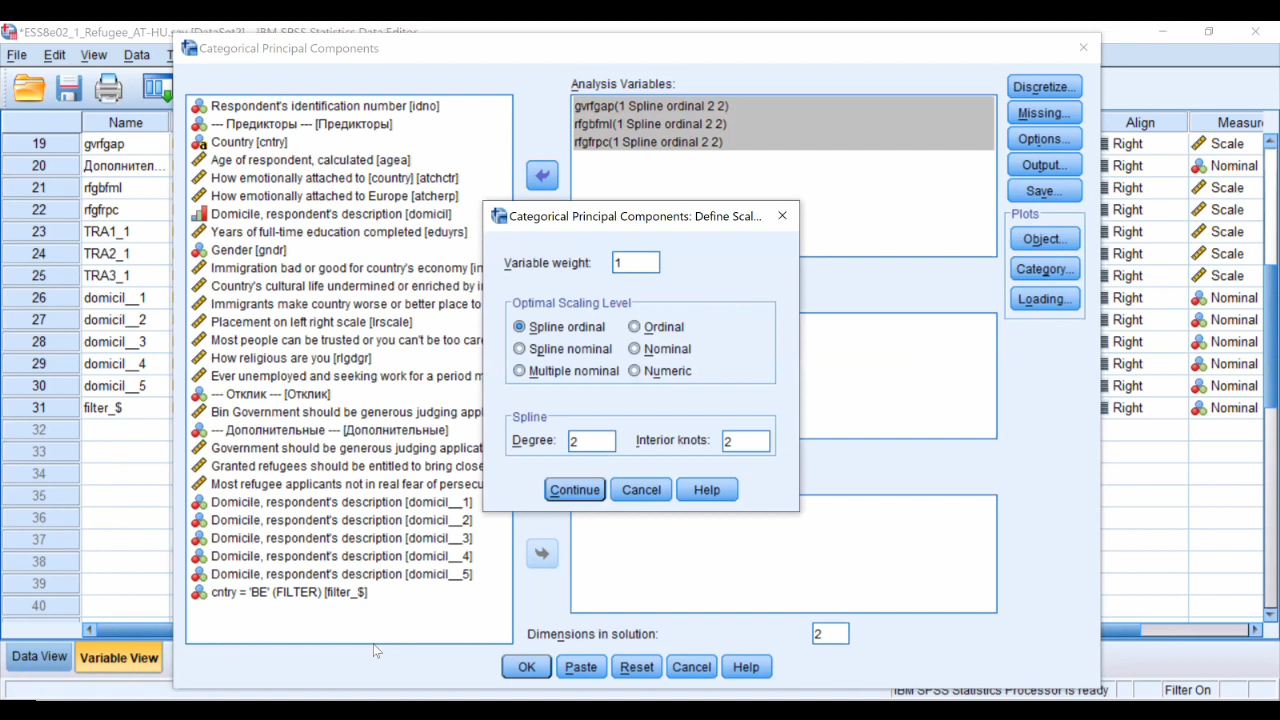 *ESS8e02_1_Refugee_AT-HU.sav [DataSet2] - IBM SPSS Statistics Data Editor
File Edit View Data
Categorical Principal Components
Analysis Variables:
gvrfgap(1 Spline ordinal 2 2)
rfgbfml(1 Spline ordinal 2 2)
rfgfrpc(1 Spline ordinal 2 2)
Respondent's identification number [idno]
--- Предикторы --- [Предикторы]
Country [cntry]
Age of respondent, calculated [agea]
How emotionally attached to [country] [atchctr]
How emotionally attached to Europe [atcherp]
Domicile, respondent's description [domicil]
Years of full-time education completed [eduyrs]
Gender [gndr]
Immigration bad or good for country's economy [im
Country's cultural life undermined or enriched by i
Immigrants make country worse or better place to
Placement on left right scale [lrscale]
Most people can be trusted or you can't be too car
How religious are you [rlgdgr]
Ever unemployed and seeking work for a period m
--- Отклик --- [Отклик]
Bin Government should be generous judging appl
--- Дополнительные --- [Дополнительные]
Government should be generous judging applicat
Granted refugees should be entitled to bring close
Most refugee applicants not in real fear of persecu
Domicile, respondent's description [domicil__1]
Domicile, respondent's description [domicil__2]
Domicile, respondent's description [domicil__3]
Domicile, respondent's description [domicil__4]
Domicile, respondent's description [domicil__5]
cntry = 'BE' (FILTER) [filter_$]
Discretize...
Missing...
Options...
Output...
Save...
Plots
Object...
Category...
Loading...
Categorical Principal Components: Define Scal...
Variable weight: 1
Optimal Scaling Level
Spline ordinal Ordinal
Spline nominal Nominal
Multiple nominal Numeric
Spline
Degree: 2 Interior knots: 2
Continue Cancel Help
Dimensions in solution: 2
OK Paste Reset Cancel Help
Name Align Measur
19 gvrfgap Right Scale
20 Дополнител... Right Nominal
21 rfgbfml Right Scale
22 rfgfrpc Right Scale
23 TRA1_1 Right Scale
24 TRA2_1 Right Scale
25 TRA3_1 Right Scale
26 domicil__1 Right Nominal
27 domicil__2 Right Nominal
28 domicil__3 Right Nominal
29 domicil__4 Right Nominal
30 domicil__5 Right Nominal
31 filter_$ Right Nominal
32
33
34
35
36
37
38
39
40
Data View Variable View
IBM SPSS Statistics Processor is ready Filter On